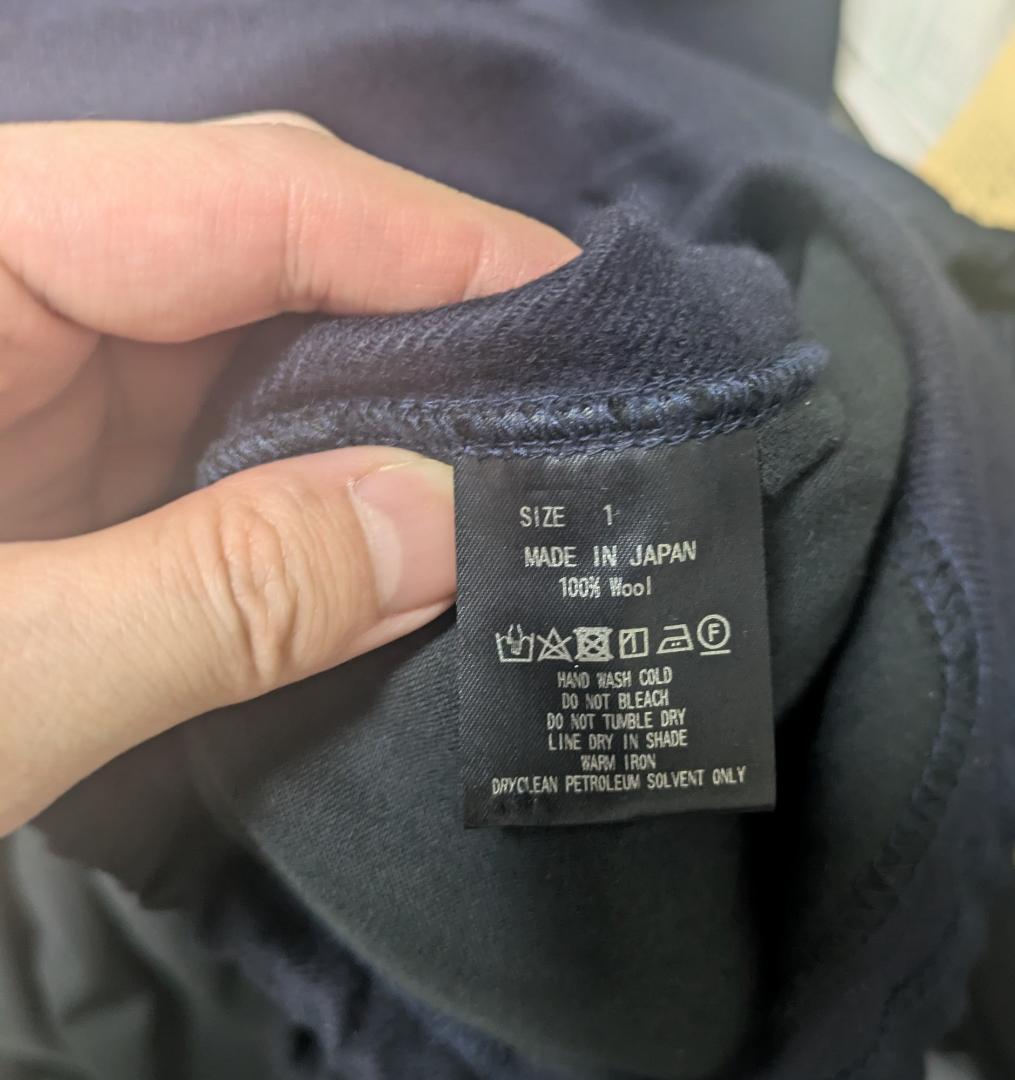 SIZE 1
MADE IN JAPAN
100% Wool
F
HAND WASH COLD
DO NOT BLEACH
DO NOT TUMBLE DRY
LINE DRY IN SHADE
WARM IRON
DRYCLEAN PETROLEUM SOLVENT ONLY